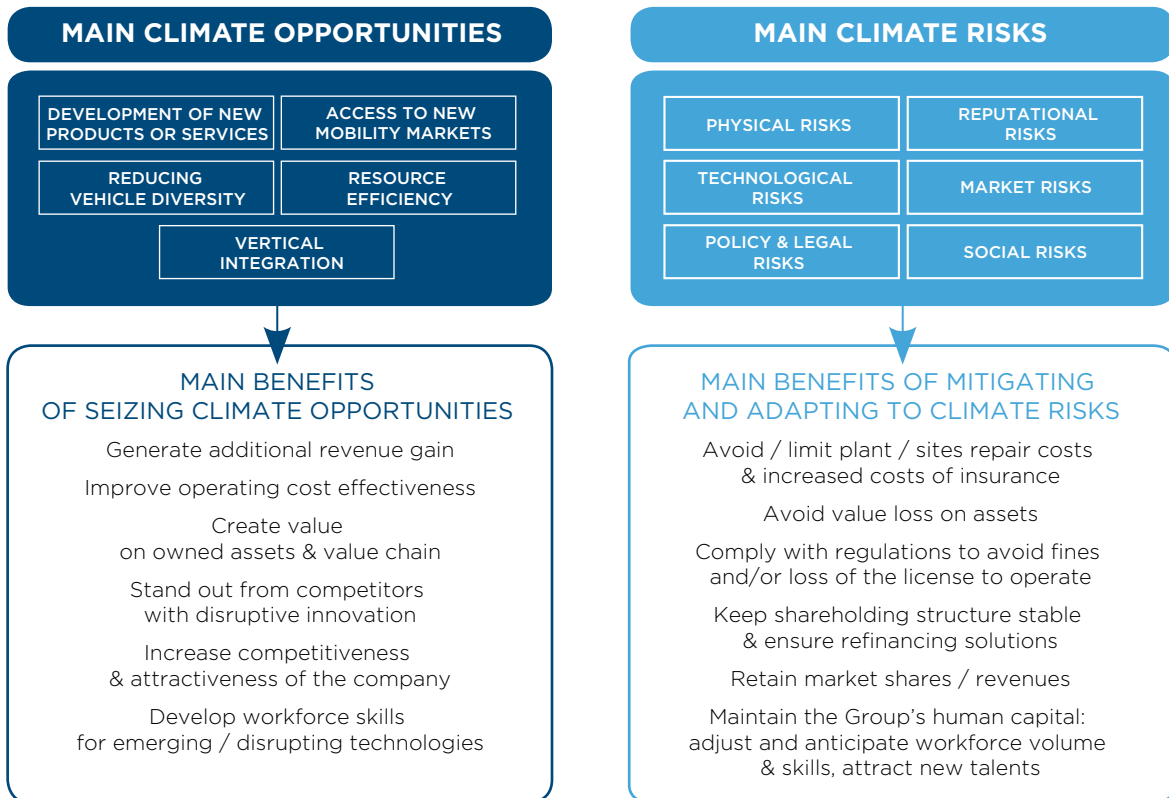 MAIN CLIMATE OPPORTUNITIES
DEVELOPMENT OF NEW
PRODUCTS OR SERVICES
ACCESS TO NEW
MOBILITY MARKETS
REDUCING
VEHICLE DIVERSITY
RESOURCE
EFFICIENCY
VERTICAL
INTEGRATION
MAIN BENEFITS
OF SEIZING CLIMATE OPPORTUNITIES
Generate additional revenue gain
Improve operating cost effectiveness
Create value
on owned assets & value chain
Stand out from competitors
with disruptive innovation
Increase competitiveness
& attractiveness of the company
Develop workforce skills
for emerging / disrupting technologies
MAIN CLIMATE RISKS
PHYSICAL RISKS
REPUTATIONAL
RISKS
TECHNOLOGICAL
RISKS
MARKET RISKS
POLICY & LEGAL
RISKS
SOCIAL RISKS
MAIN BENEFITS OF MITIGATING
AND ADAPTING TO CLIMATE RISKS
Avoid / limit plant / sites repair costs
& increased costs of insurance
Avoid value loss on assets
Comply with regulations to avoid fines
and/or loss of the license to operate
Keep shareholding structure stable
& ensure refinancing solutions
Retain market shares / revenues
Maintain the Group's human capital:
adjust and anticipate workforce volume
& skills, attract new talents